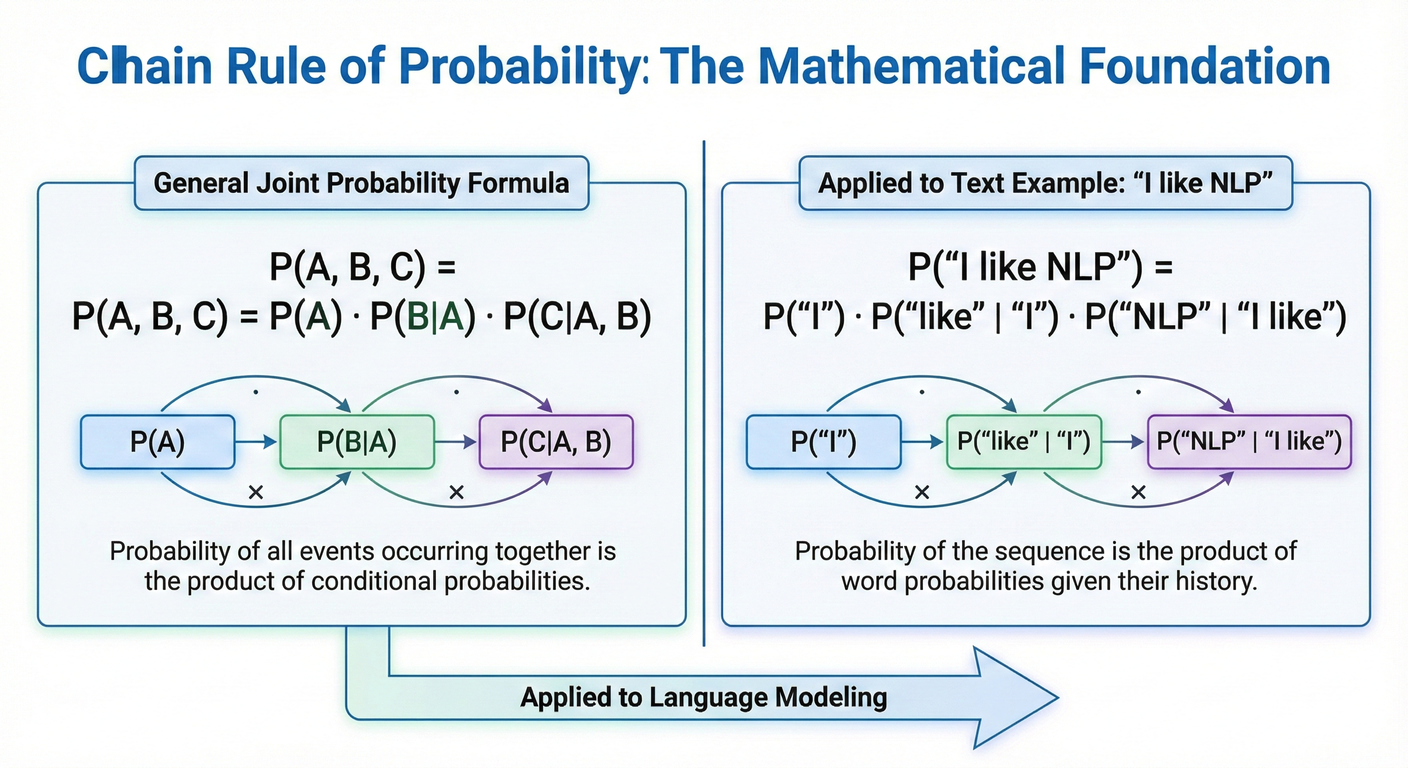 Chain Rule of Probability: The Mathematical Foundation
General Joint Probability Formula
P(A, B, C) =
P(A, B, C) = P(A) · P(B|A) · P(C|A, B)
·
·
P(A)
P(B|A)
P(C|A, B)
×
×
Probability of all events occurring together is
the product of conditional probabilities.
Applied to Text Example: “I like NLP”
P(“I like NLP”) =
P(“I”) · P(“like” | “I”) · P(“NLP” | “I like”)
·
·
P(“I”)
P(“like” | “I”)
P(“NLP” | “I like”)
×
×
Probability of the sequence is the product of
word probabilities given their history.
Applied to Language Modeling